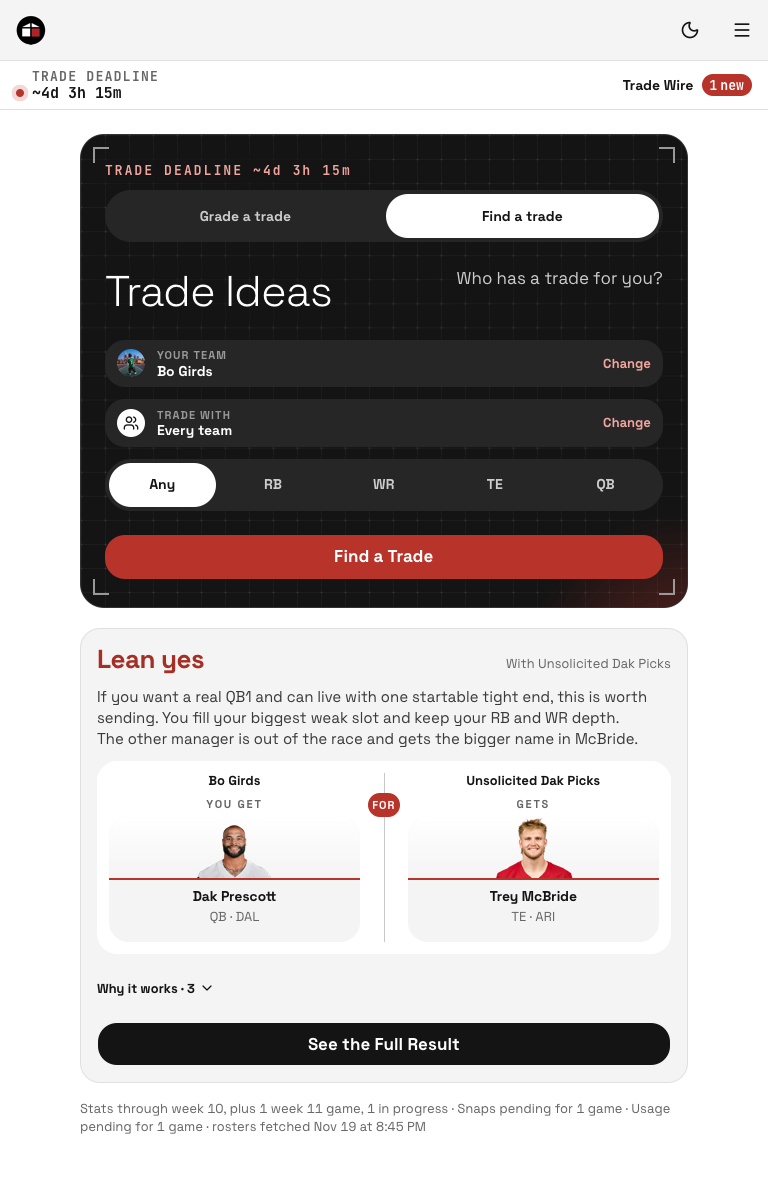 TRADE DEADLINE
~4d 3h 15m
Trade Wire
1 new
TRADE DEADLINE ~4d 3h 15m
Grade a trade
Find a trade
Trade Ideas
Who has a trade for you?
YOUR TEAM
Bo Girds
Change
TRADE WITH
Every team
Change
Any
RB
WR
TE
QB
Find a Trade
Lean yes
With Unsolicited Dak Picks
If you want a real QB1 and can live with one startable tight end, this is worth
sending. You fill your biggest weak slot and keep your RB and WR depth.
The other manager is out of the race and gets the bigger name in McBride.
Bo Girds
YOU GET
Dak Prescott
QB · DAL
FOR
Unsolicited Dak Picks
GETS
Trey McBride
TE · ARI
Why it works · 3
See the Full Result
Stats through week 10, plus 1 week 11 game, 1 in progress · Snaps pending for 1 game · Usage
pending for 1 game · rosters fetched Nov 19 at 8:45 PM